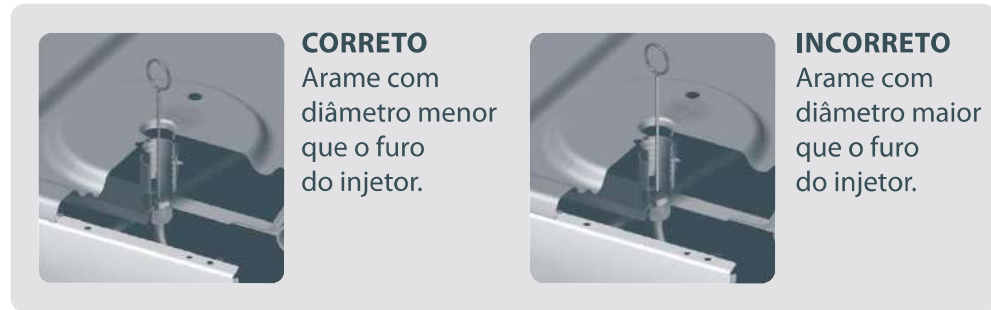 CORRETO
Arame com
diâmetro menor
que o furo
do injetor.
INCORRETO
Arame com
diâmetro maior
que o furo
do injetor.